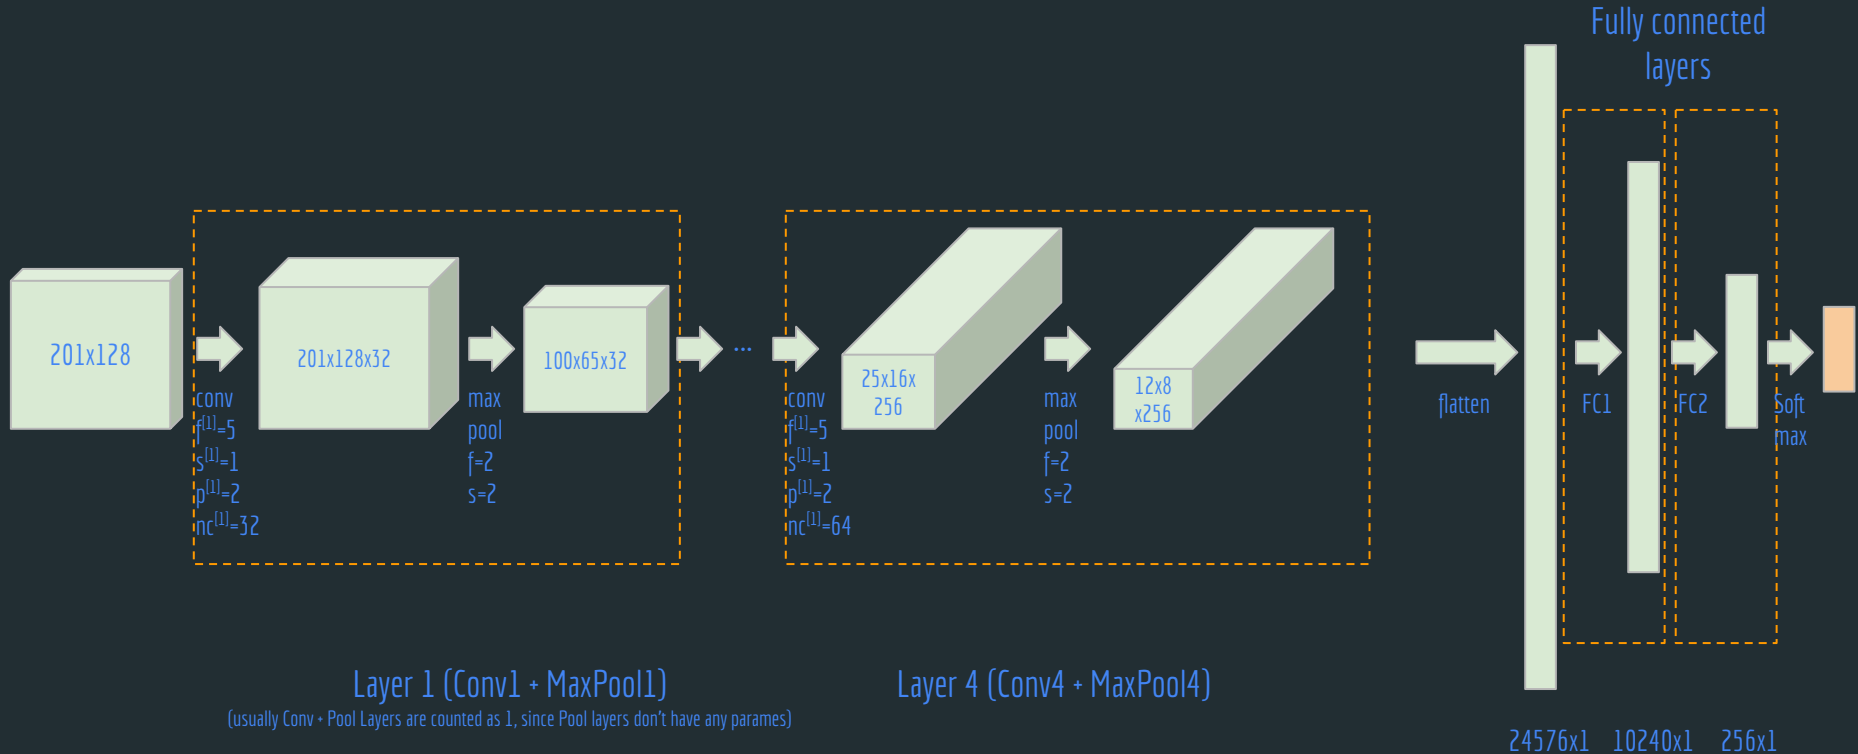 Fully connected
layers
201x128
conv
f[1]=5
s[1]=1
p[1]=2
nc[1]=32
201x128x32
max
pool
f=2
s=2
100x65x32
...
conv
f[1]=5
s[1]=1
p[1]=2
nc[1]=64
25x16x
256
max
pool
f=2
s=2
12x8
x256
flatten
FC1
FC2
Soft
max
Layer 1 (Conv1 + MaxPool1)
(usually Conv + Pool Layers are counted as 1, since Pool layers don't have any parames)
Layer 4 (Conv4 + MaxPool4)
24576x1
10240x1
256x1